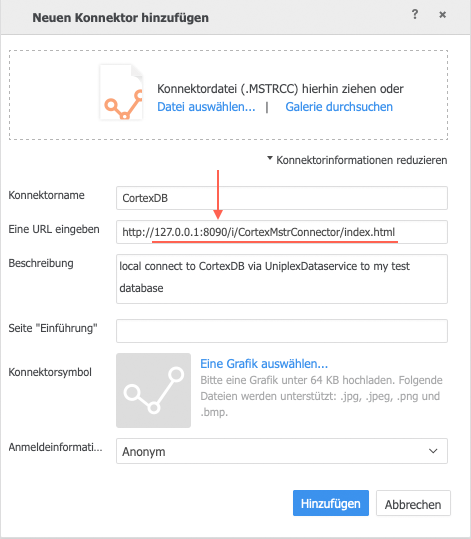 Neuen Konnektor hinzufügen
? ×
Konnektordatei (.MSTRCC) hierhin ziehen oder
Datei auswählen... | Galerie durchsuchen
Konnektorinformationen reduzieren
Konnektorname
CortexDB
Eine URL eingeben
http://127.0.0.1:8090/i/CortexMstrConnector/index.html
Beschreibung
local connect to CortexDB via UniplexDataservice to my test
database
Seite "Einführung"
Konnektorsymbol
Eine Grafik auswählen...
Bitte eine Grafik unter 64 KB hochladen. Folgende
Dateien werden unterstützt: .jpg, .jpeg, .png und
.bmp.
Anmeldeinformati...
Anonym
Hinzufügen
Abbrechen